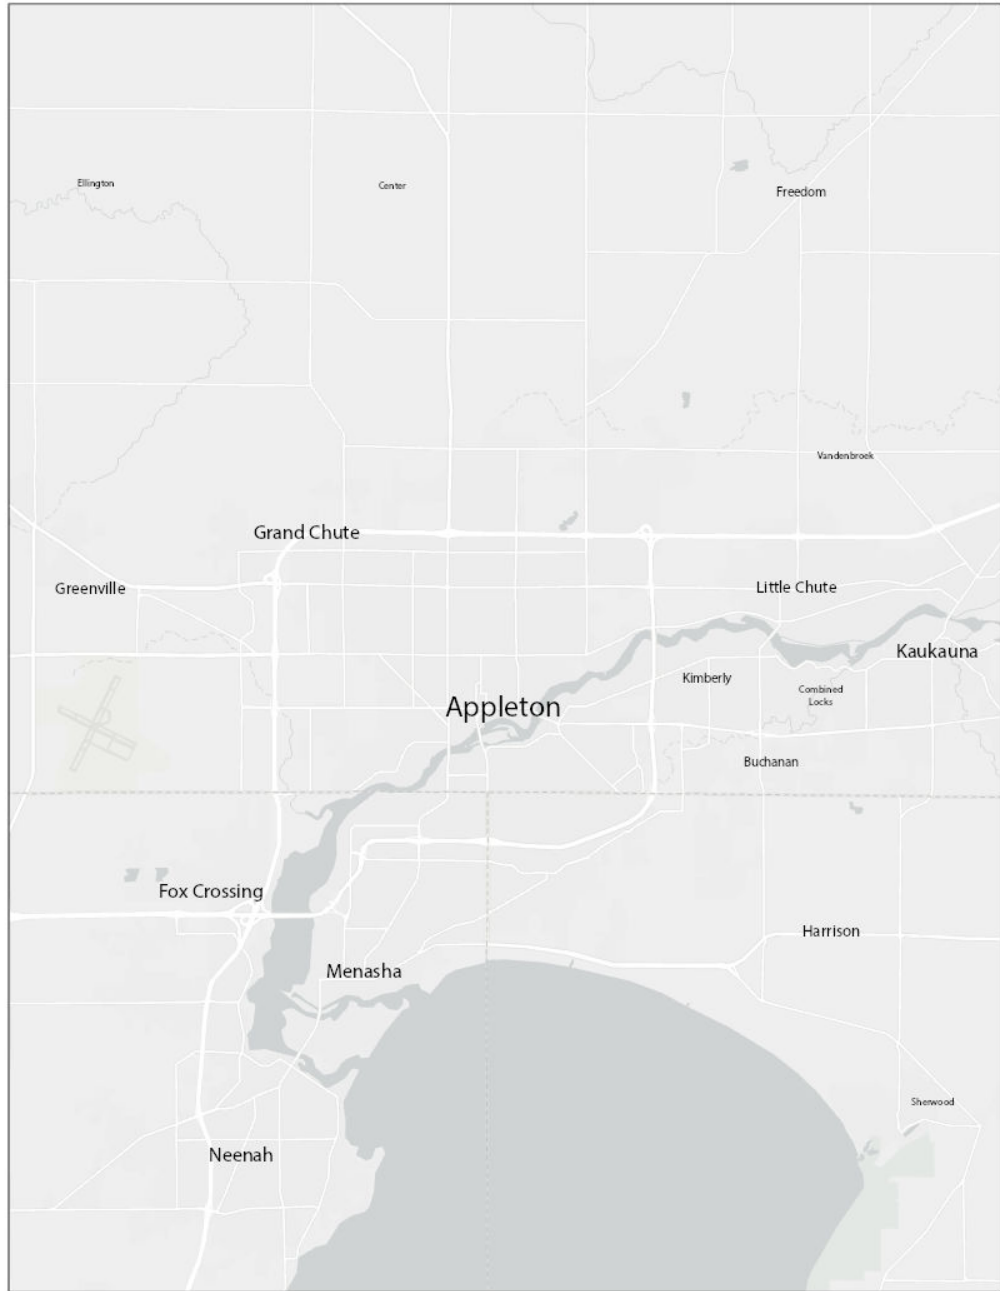 Ellington
Center
Freedom
Vandenbroek
Grand Chute
Greenville
Little Chute
Kaukauna
Kimberly
Combined
Locks
Appleton
Buchanan
Fox Crossing
Harrison
Menasha
Sherwood
Neenah